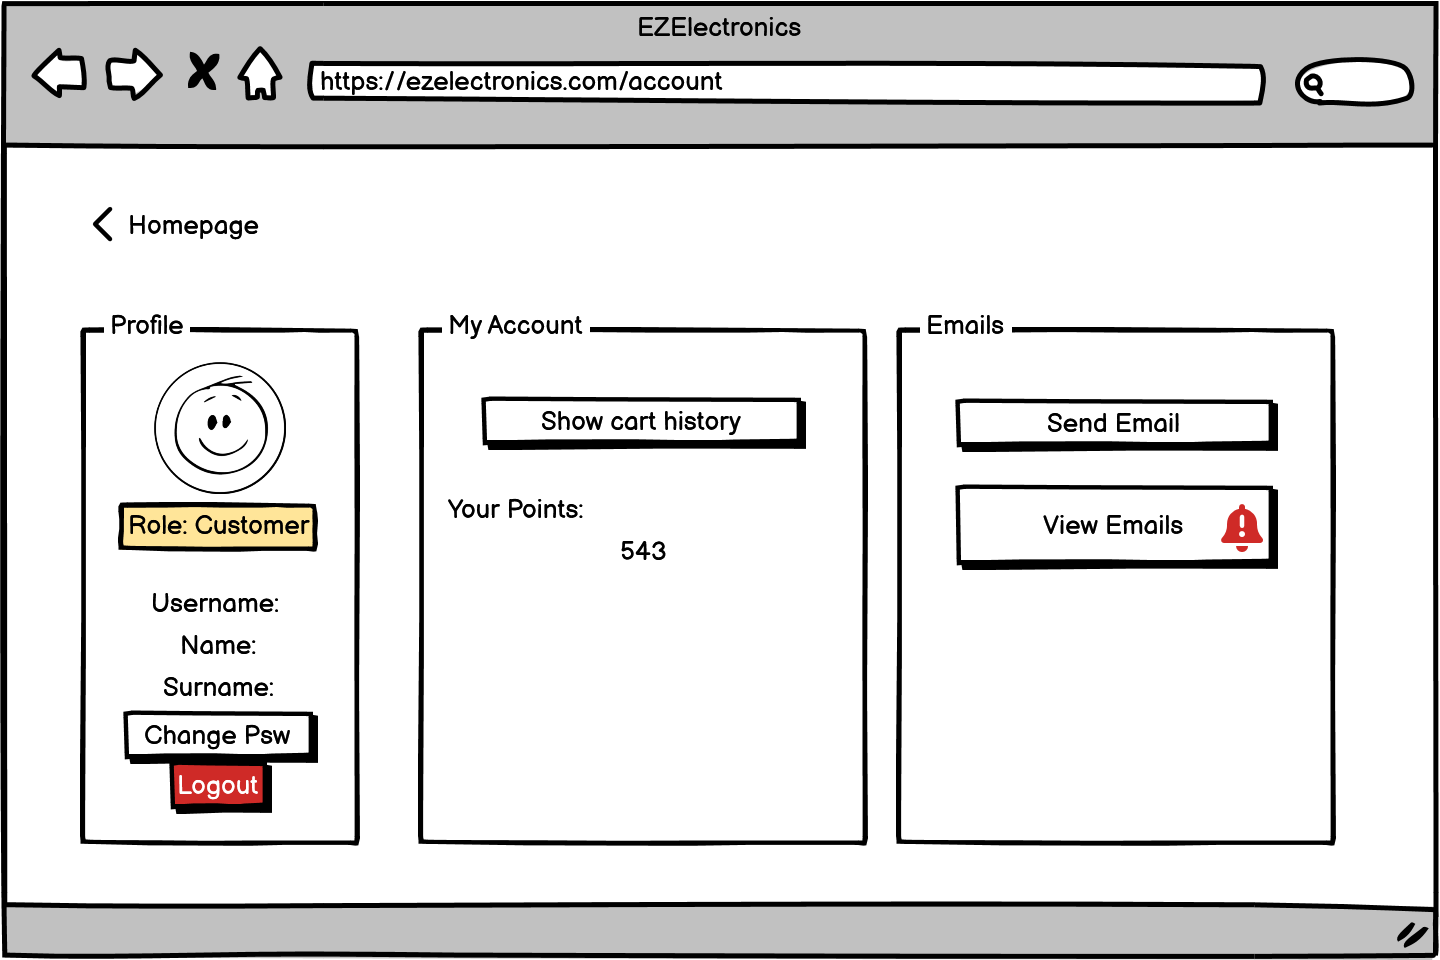 EZElectronics
https://ezelectronics.com/account
Homepage
Profile
Role: Customer
Username:
Name:
Surname:
Change Psw
Logout
My Account
Show cart history
Your Points:
543
Emails
Send Email
View Emails